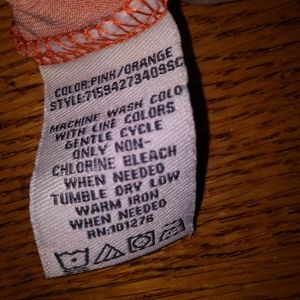 COLOR:PINK/ORANGE
STYLE:715942734099C
MACHINE WASH COLD
WITH LIKE COLORS
GENTLE CYCLE
ONLY NON-
CHLORINE BLEACH
WHEN NEEDED
TUMBLE DRY LOW
WARM IRON
WHEN NEEDED
RN:101276